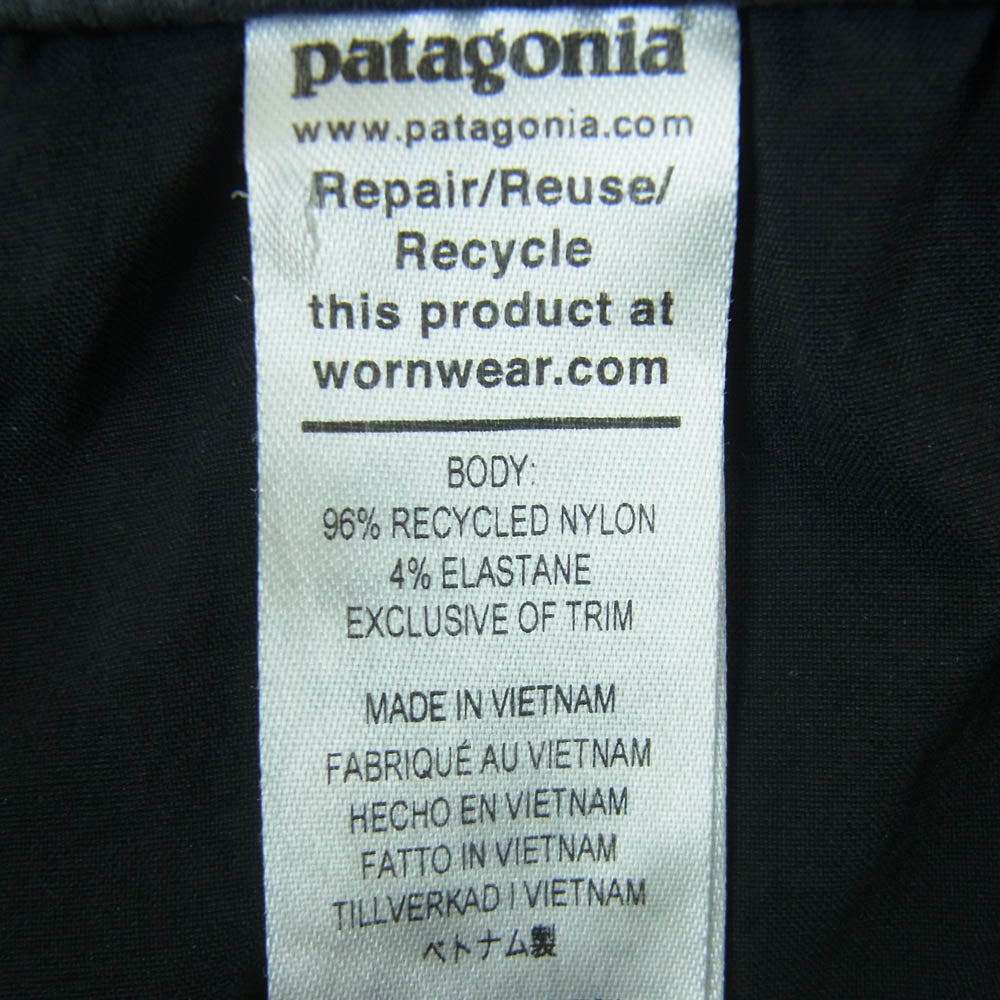 patagonia
www.patagonia.com
Repair/Reuse/
Recycle
this product at
wornwear.com
BODY:
96% RECYCLED NYLON
4% ELASTANE
EXCLUSIVE OF TRIM
MADE IN VIETNAM
FABRIQUÉ AU VIETNAM
HECHO EN VIETNAM
FATTO IN VIETNAM
TILLVERKAD I VIETNAM
ベトナム製